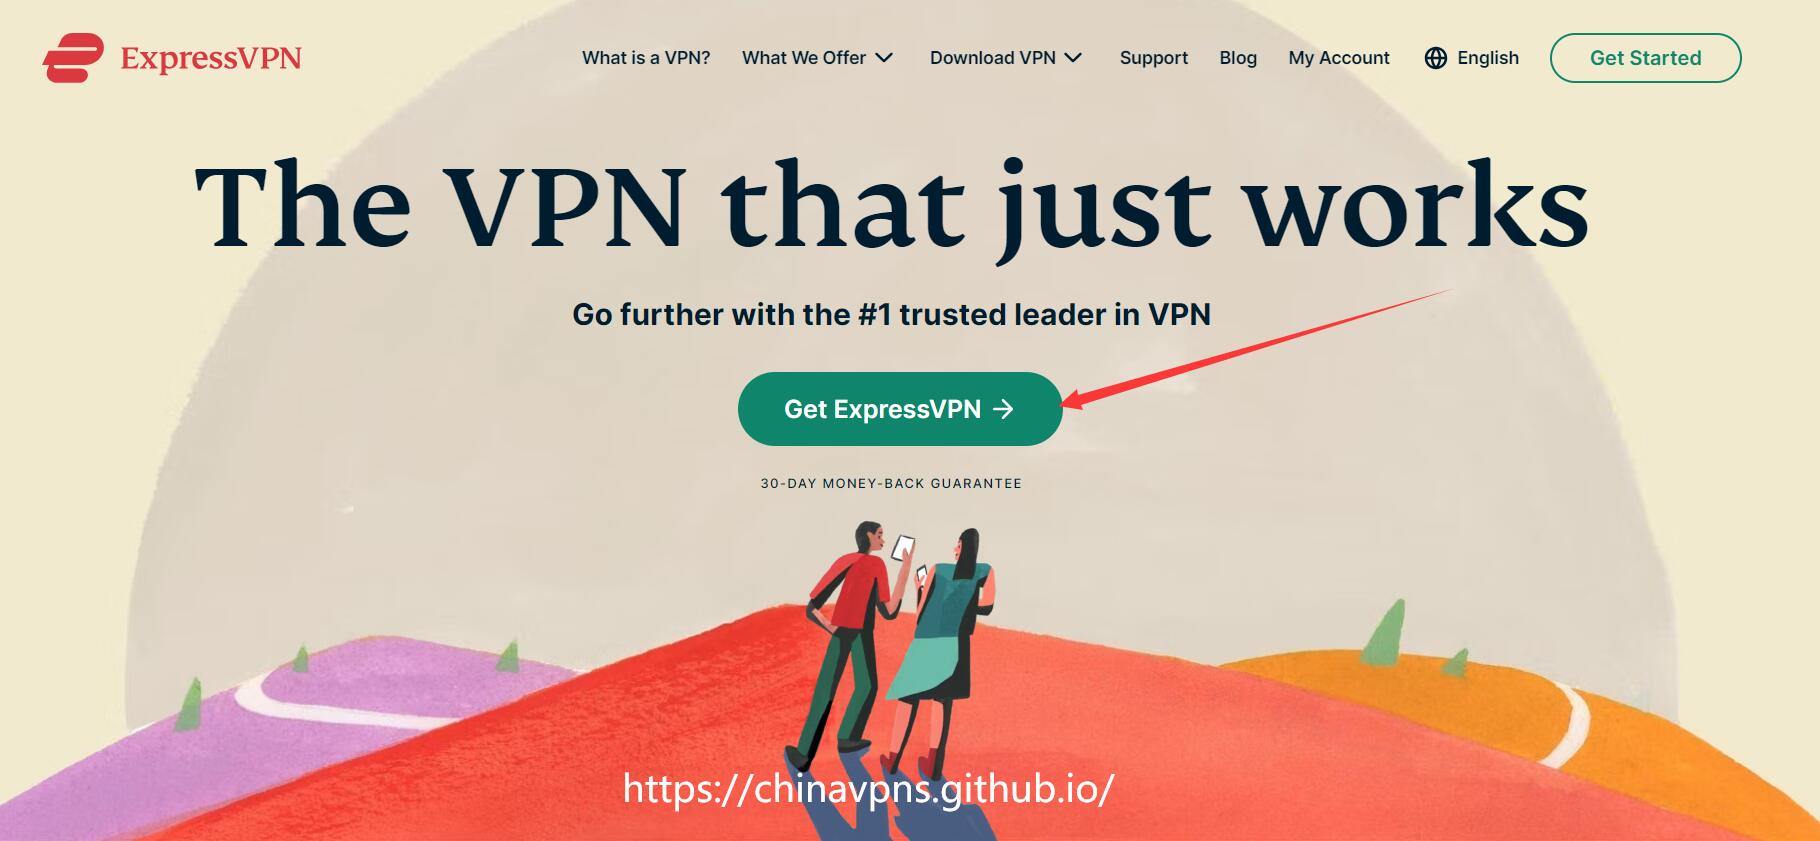 ExpressVPN
What is a VPN? What We Offer Download VPN Support Blog My Account English Get Started
The VPN that just works
Go further with the #1 trusted leader in VPN
Get ExpressVPN →
30-DAY MONEY-BACK GUARANTEE
https://chinavpns.github.io/